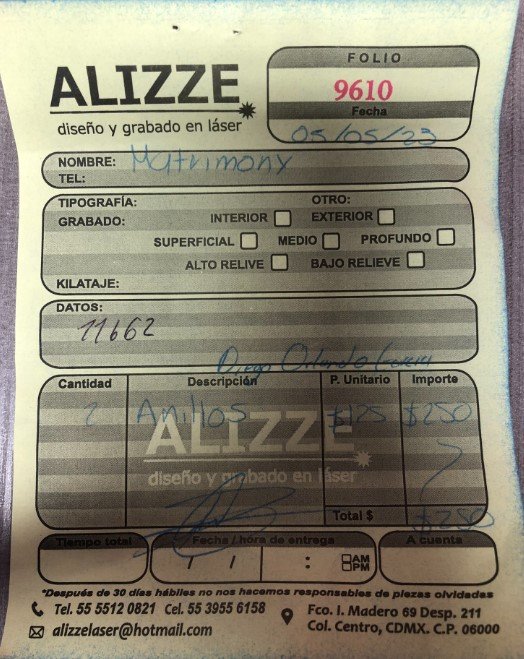 ALIZZE
diseño y grabado en láser
FOLIO
9610
Fecha
05/05/23
NOMBRE: Matrimony
TEL:
TIPOGRAFÍA: OTRO:
GRABADO: INTERIOR EXTERIOR
SUPERFICIAL MEDIO PROFUNDO
ALTO RELIVE BAJO RELIEVE
KILATAJE:
DATOS:
11662
Diego Orlando
Cantidad Descripción P. Unitario Importe
2 Anillos $125 $250
ALIZZE
diseño y grabado en láser
Total $ $250
Tiempo total Fecha / hora de entrega A cuenta
/ / : AM
PM
*Después de 30 días hábiles no nos hacemos responsables de piezas olvidadas
Tel. 55 5512 0821 Cel. 55 3955 6158
alizzelaser@hotmail.com
Fco. I. Madero 69 Desp. 211
Col. Centro, CDMX. C.P. 06000